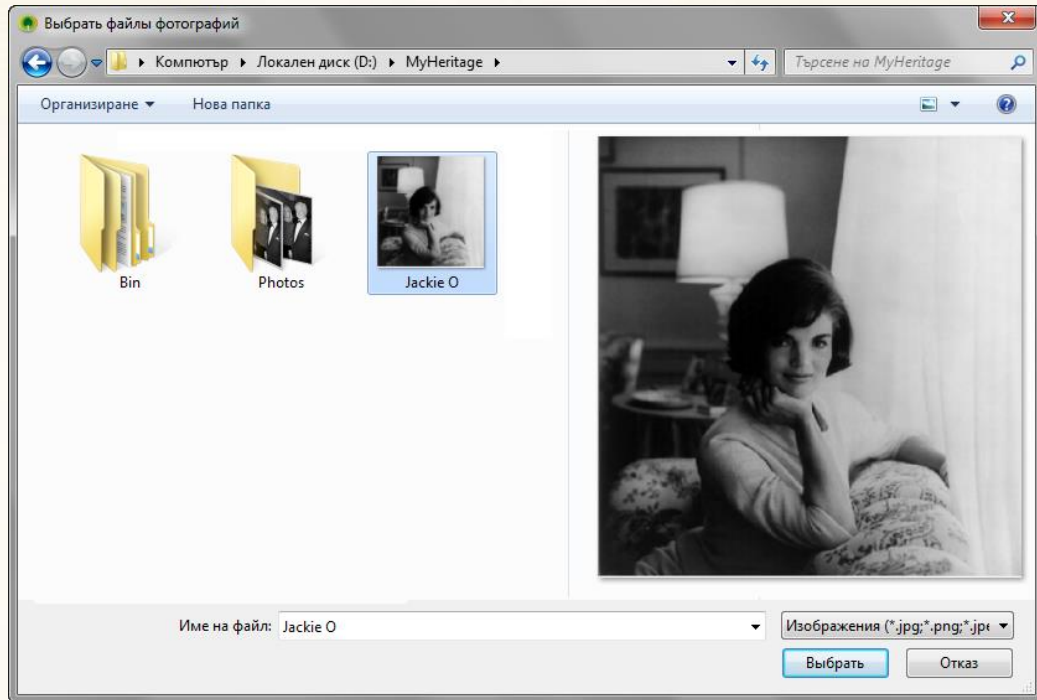 Выбрать файлы фотографий
Компютър Локален диск (D:) MyHeritage
Търсене на MyHeritage
Организиране Нова папка
Bin Photos Jackie O
Име на файл: Jackie O Изображения (*.jpg;*.png;*.jpe
Выбрать Отказ